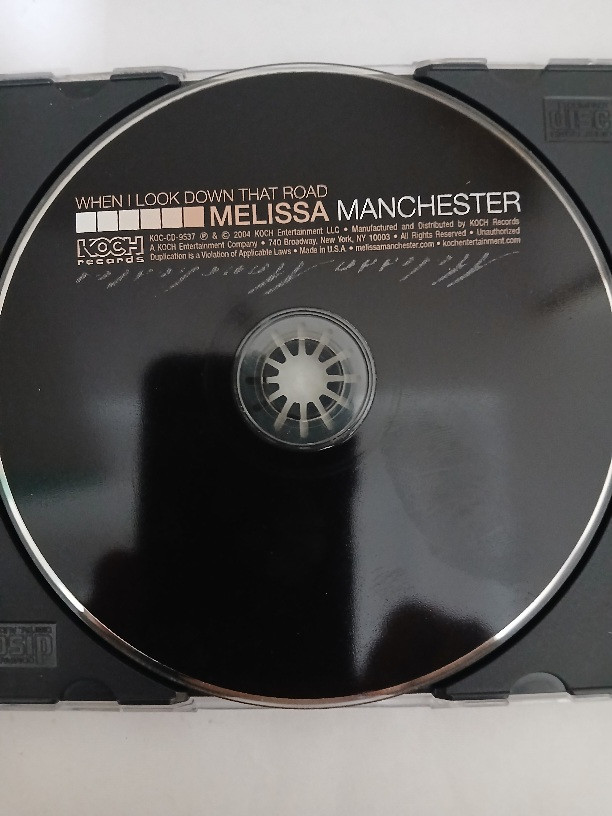 WHEN I LOOK DOWN THAT ROAD
MELISSA MANCHESTER
KOCH
records
KOC-CD-9537 ℗ & © 2004 KOCH Entertainment LLC • Manufactured and Distributed by KOCH Records
A KOCH Entertainment Company • 740 Broadway, New York, NY 10003 • All Rights Reserved • Unauthorized
Duplication is a Violation of Applicable Laws • Made in U.S.A • melissamanchester.com • kochentertainment.com
disc
disc